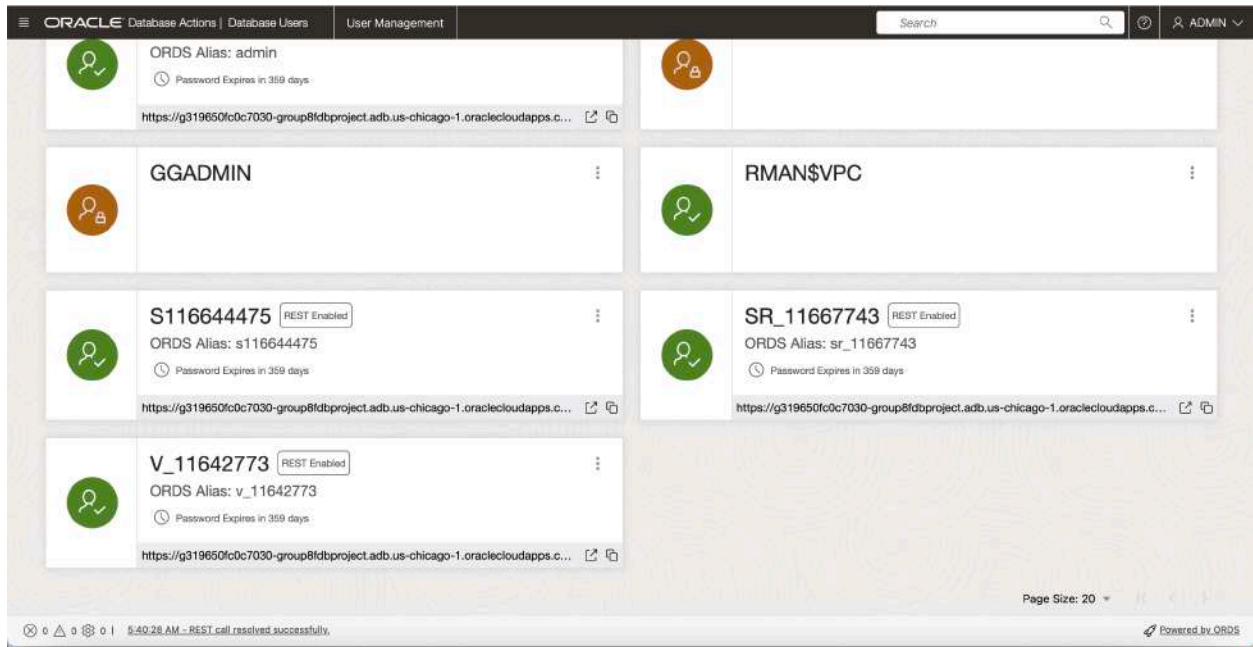 ORACLE Database Actions | Database Users User Management Search ADMIN
ORDS Alias: admin
Password Expires in 359 days
https://g319650fc0c7030-group8fdbproject.adb.us-chicago-1.oraclecloudapps.c...
GGADMIN
RMAN$VPC
S116644475 REST Enabled
ORDS Alias: s116644475
Password Expires in 359 days
https://g319650fc0c7030-group8fdbproject.adb.us-chicago-1.oraclecloudapps.c...
SR_11667743 REST Enabled
ORDS Alias: sr_11667743
Password Expires in 359 days
https://g319650fc0c7030-group8fdbproject.adb.us-chicago-1.oraclecloudapps.c...
V_11642773 REST Enabled
ORDS Alias: v_11642773
Password Expires in 359 days
https://g319650fc0c7030-group8fdbproject.adb.us-chicago-1.oraclecloudapps.c...
Page Size: 20
0 0 0 | 5:40:28 AM - REST call resolved successfully. Powered by ORDS